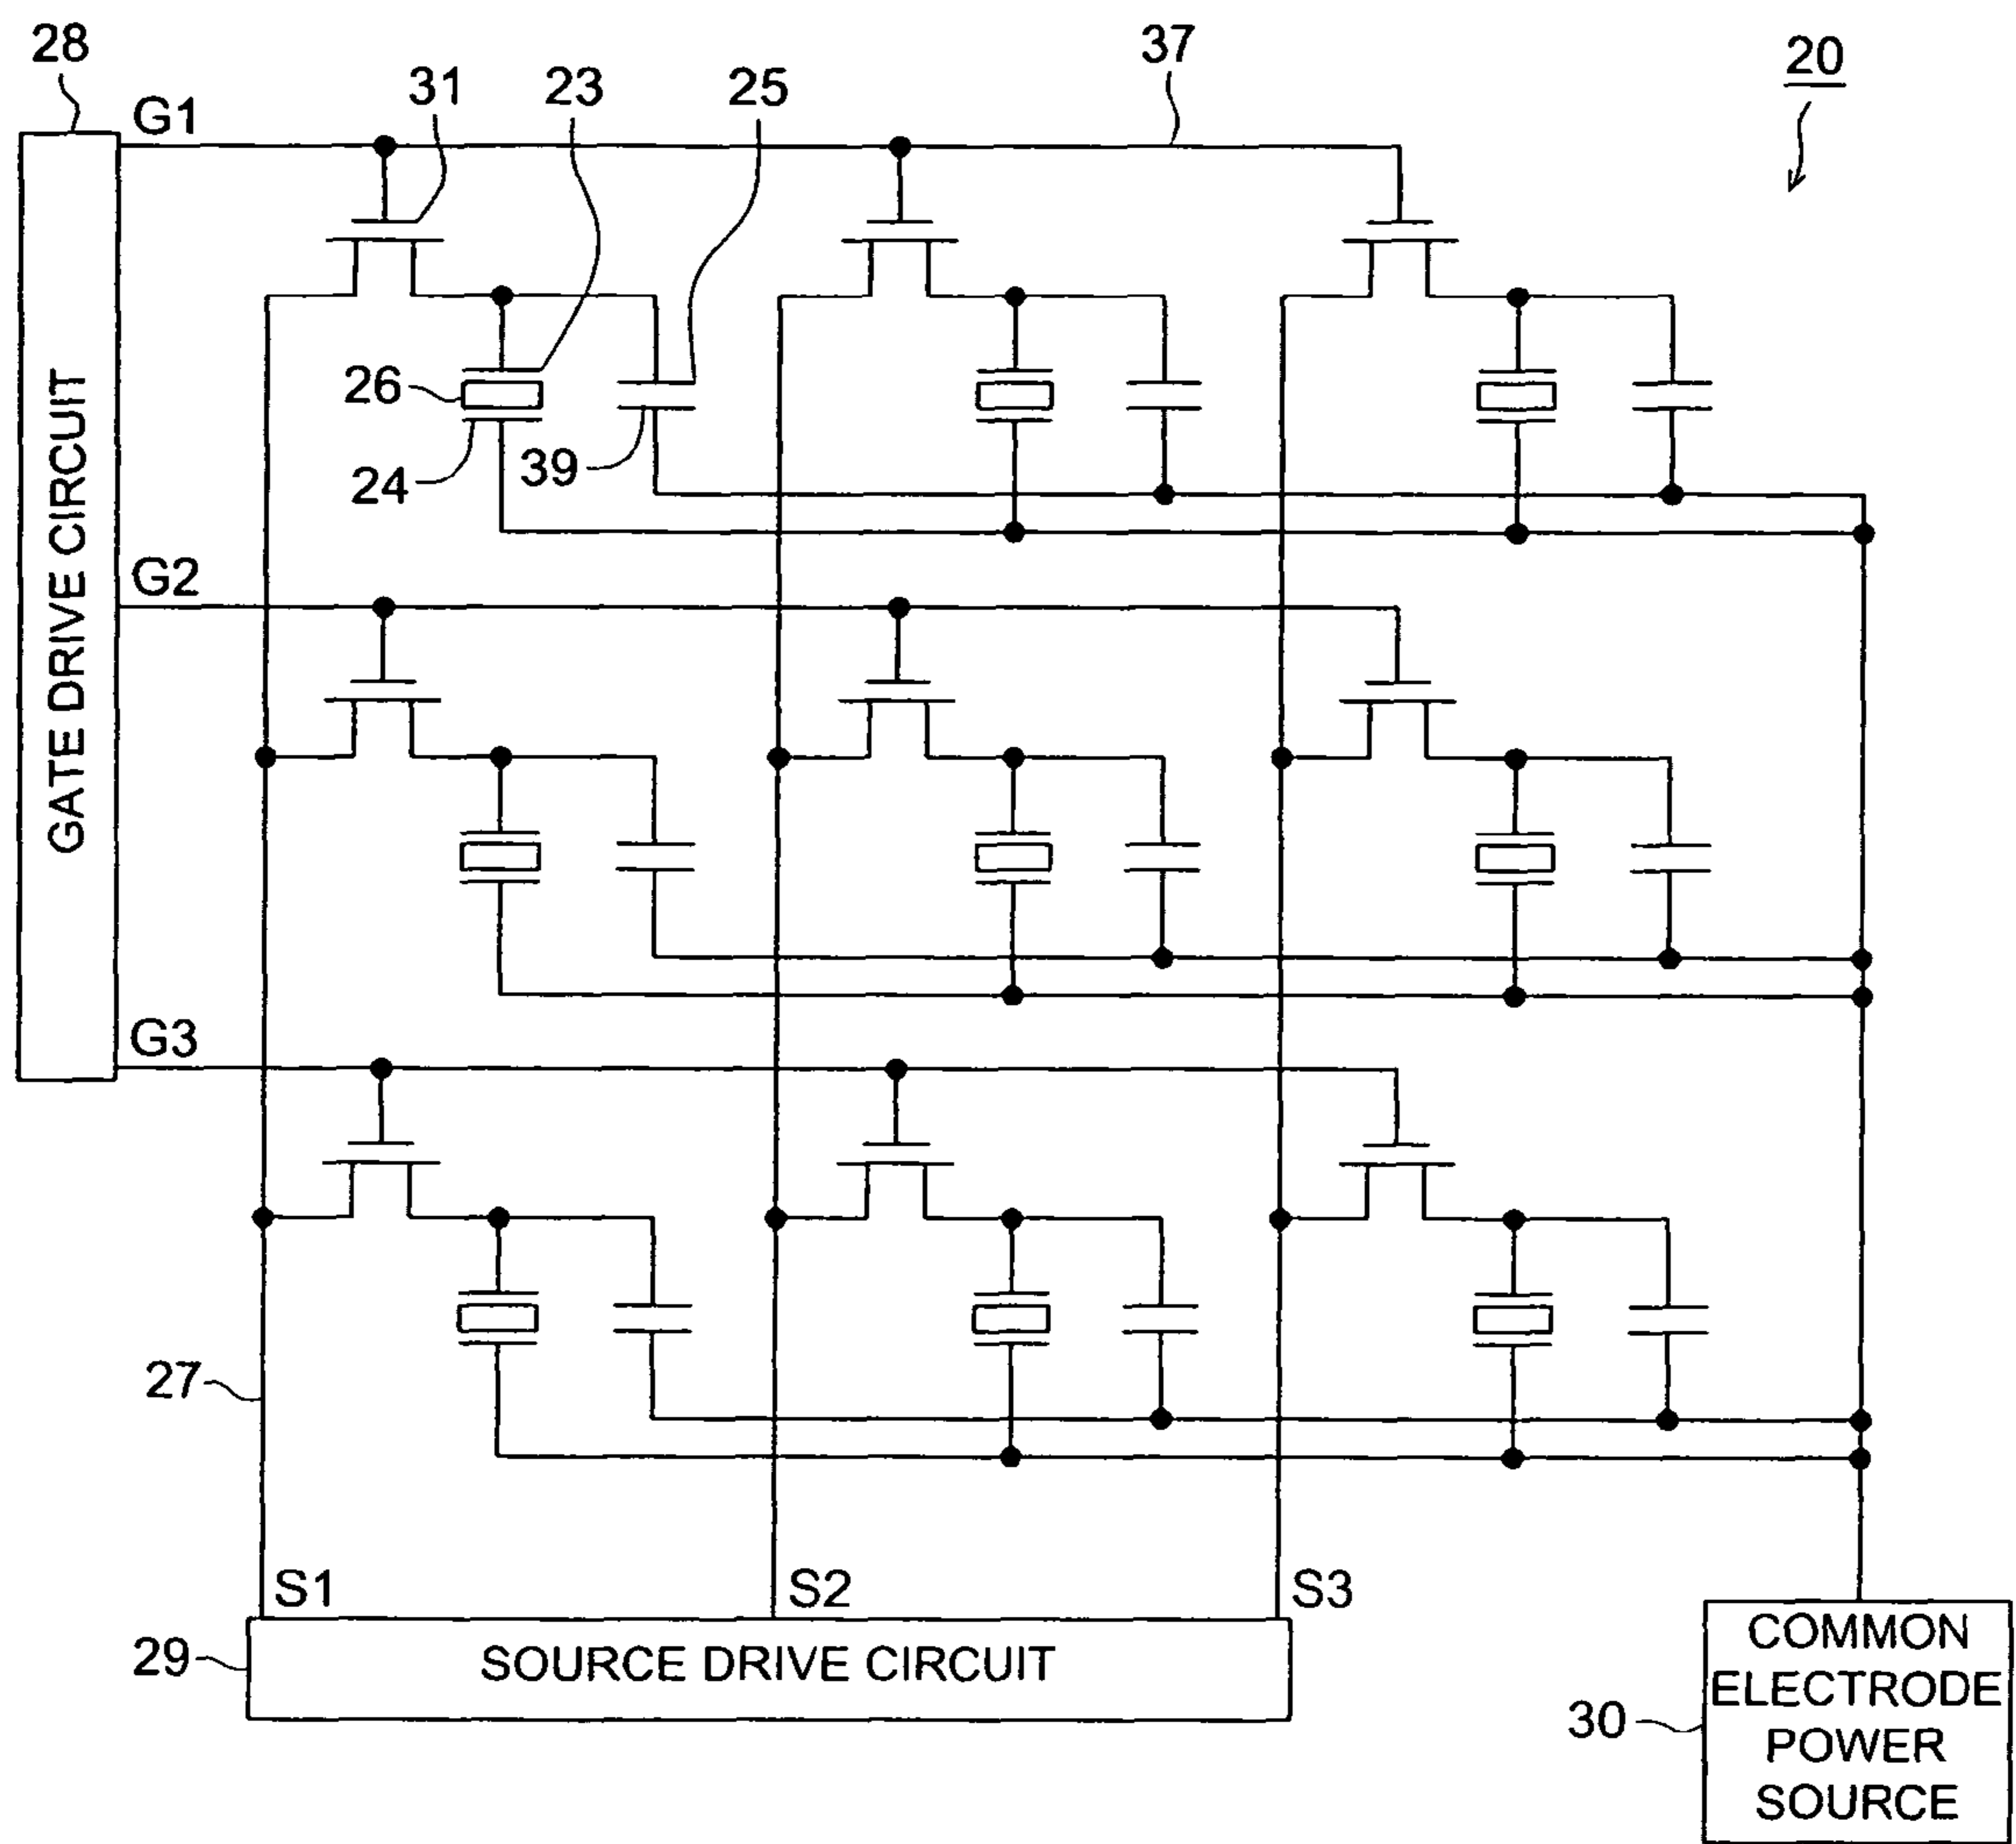 28
31
23
25
37
20
G1
26
24
39
GATE DRIVE CIRCUIT
G2
G3
27
S1
S2
S3
29
SOURCE DRIVE CIRCUIT
30
COMMON
ELECTRODE
POWER
SOURCE